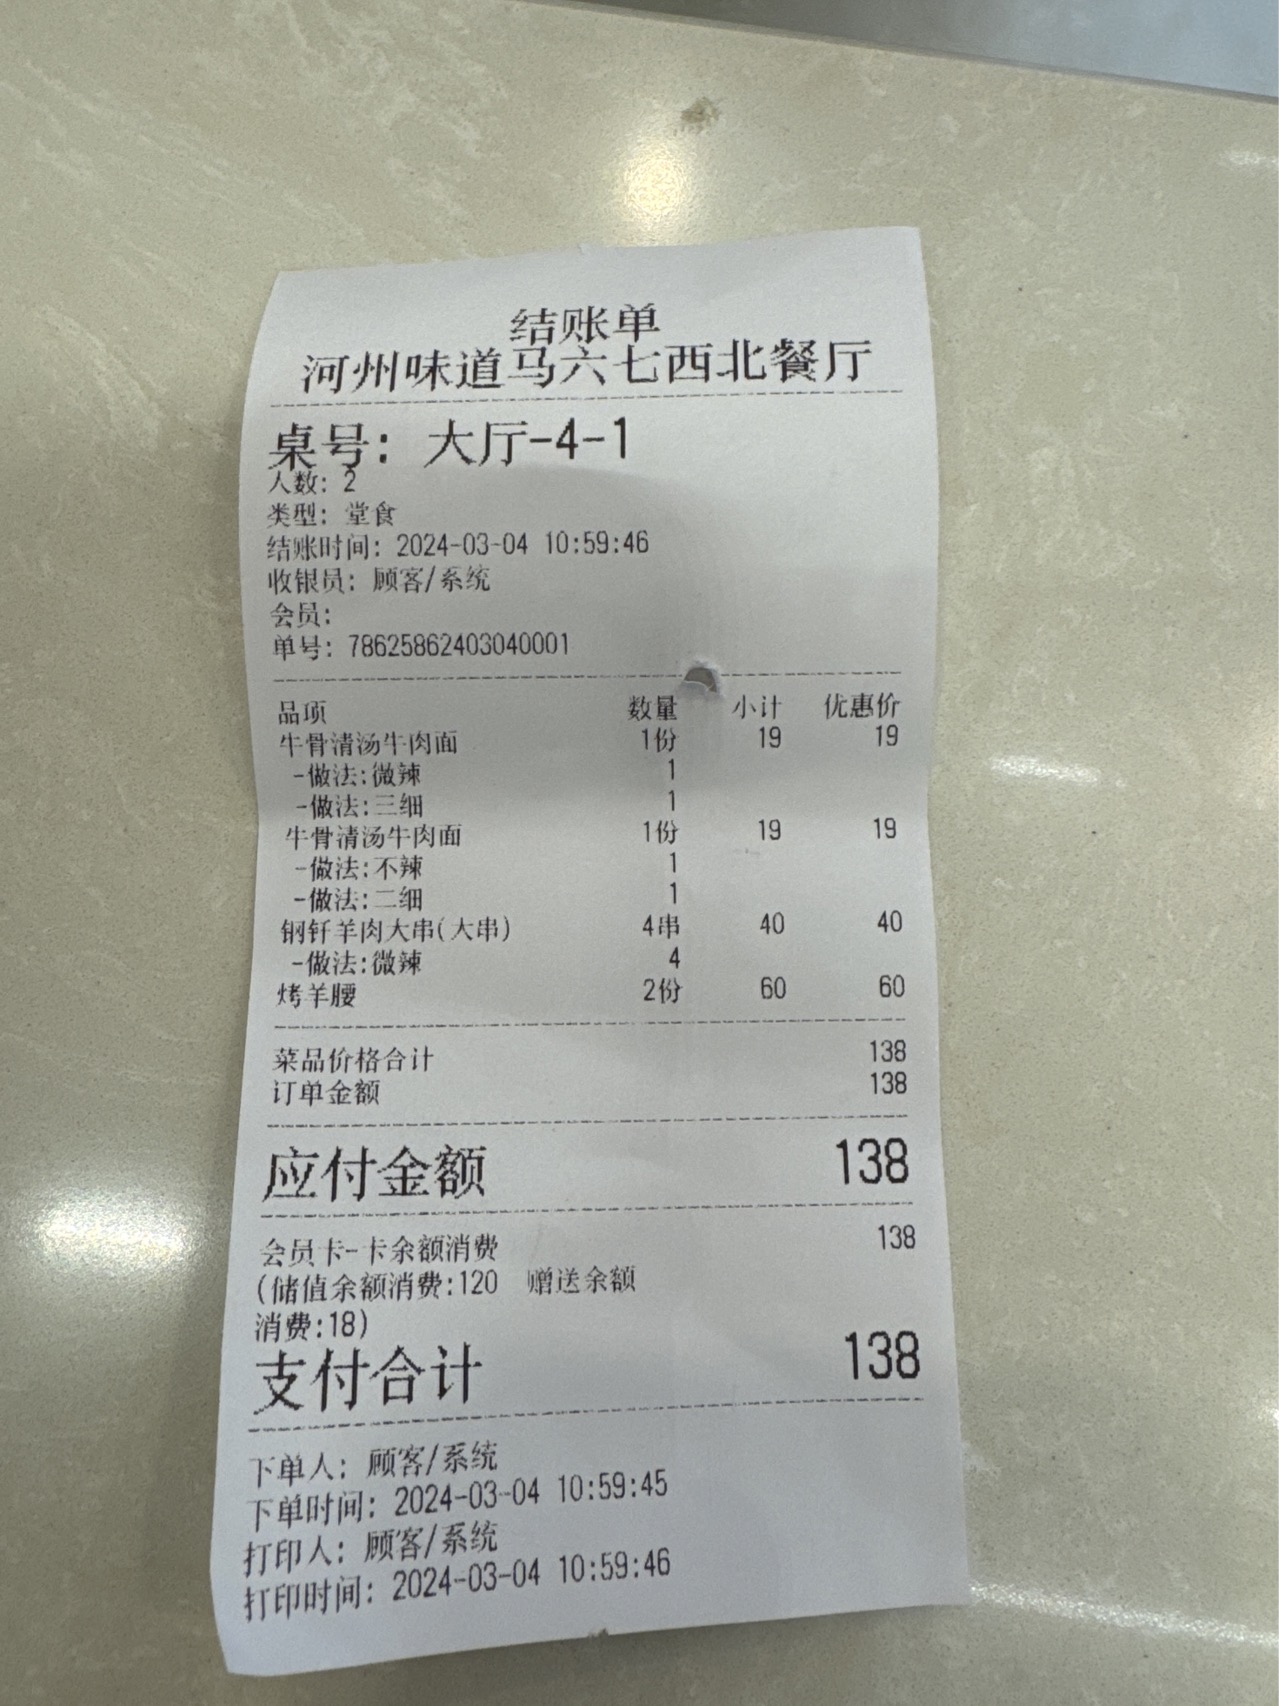 结账单
河州味道马六七西北餐厅
桌号： 大厅-4-1
人数: 2
类型: 堂食
结账时间: 2024-03-04 10:59:46
收银员: 顾客/系统
会员:
单号: 78625862403040001
品项 数量 小计 优惠价
牛骨清汤牛肉面 1份 19 19
-做法:微辣 1
-做法:三细 1
牛骨清汤牛肉面 1份 19 19
-做法:不辣 1
-做法:二细 1
钢钎羊肉大串(大串) 4串 40 40
-做法:微辣 4
烤羊腰 2份 60 60
菜品价格合计 138
订单金额 138
应付金额 138
会员卡-卡余额消费 138
(储值余额消费:120 赠送余额
消费:18)
支付合计 138
下单人: 顾客/系统
下单时间: 2024-03-04 10:59:45
打印人: 顾客/系统
打印时间: 2024-03-04 10:59:46